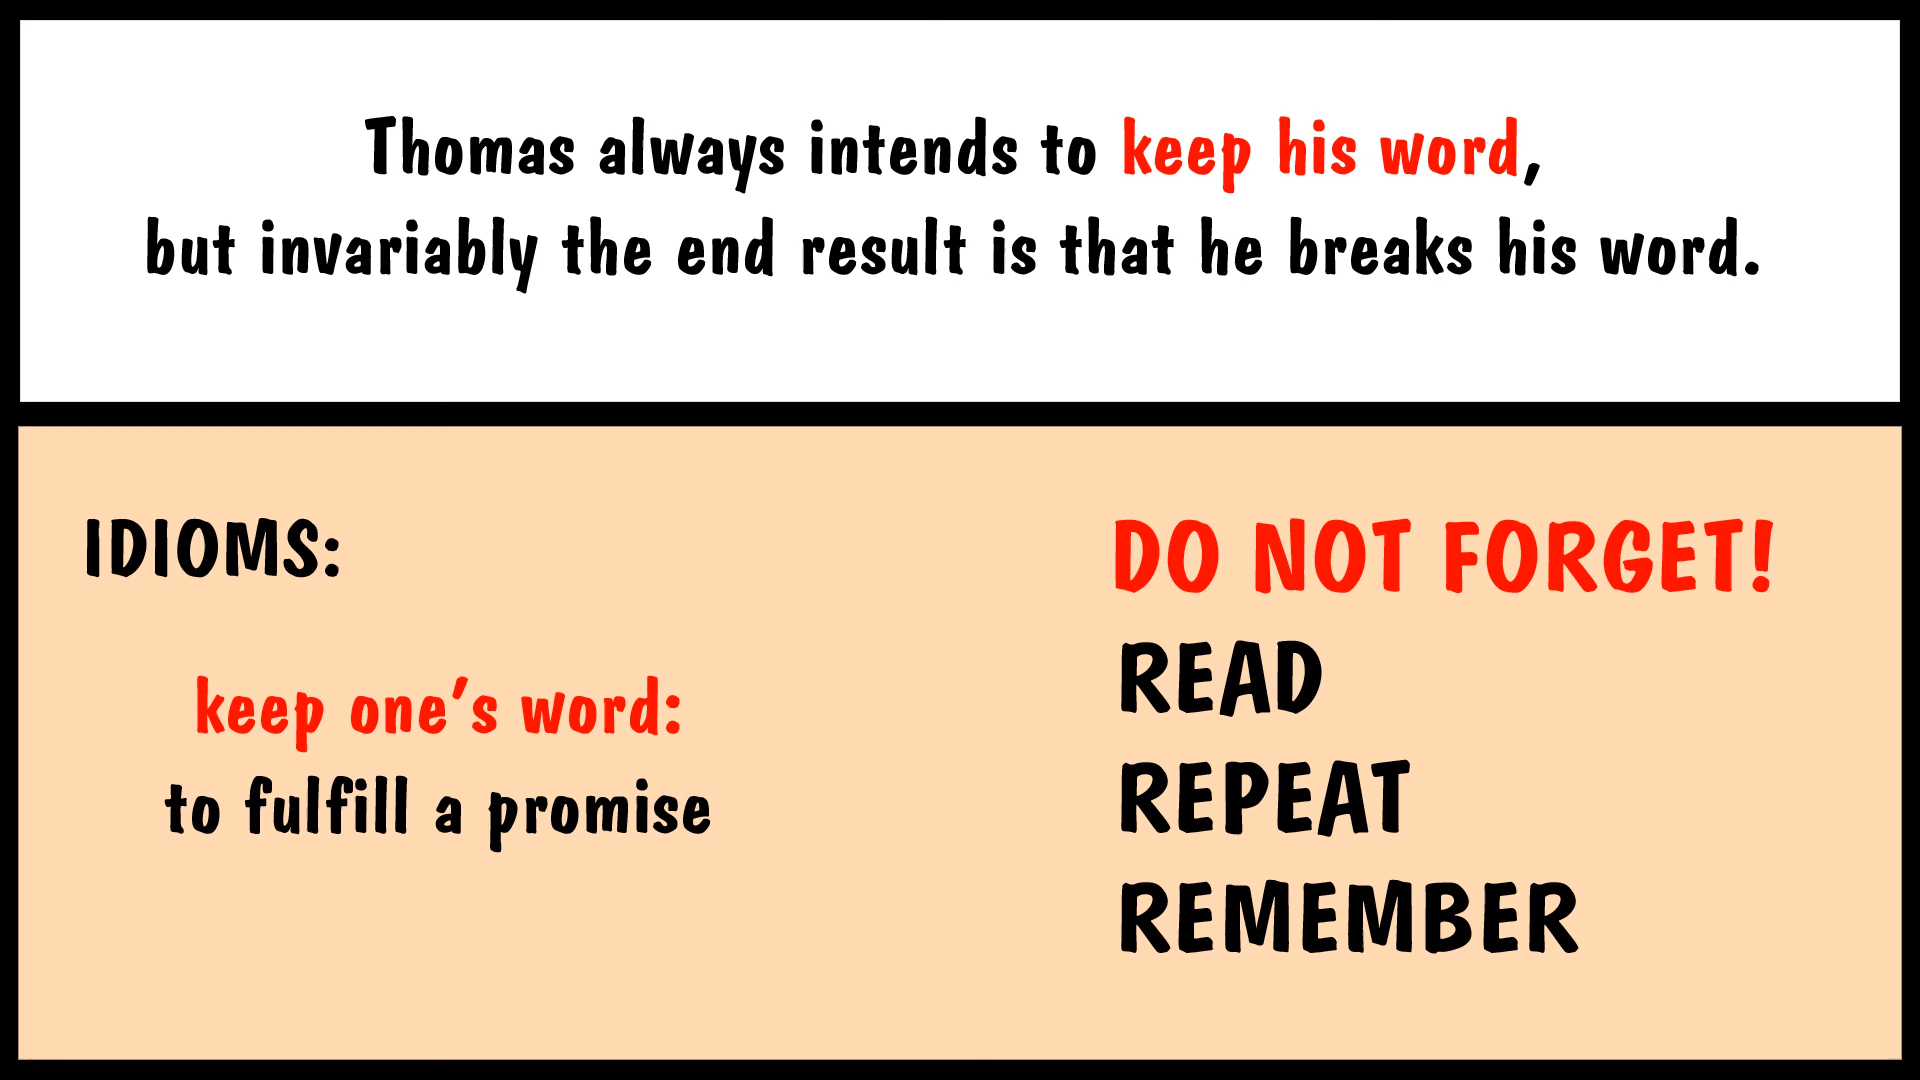 Thomas always intends to keep his word,
but invariably the end result is that he breaks his word.
IDIOMS:
keep one’s word:
to fulfill a promise
DO NOT FORGET!
READ
REPEAT
REMEMBER